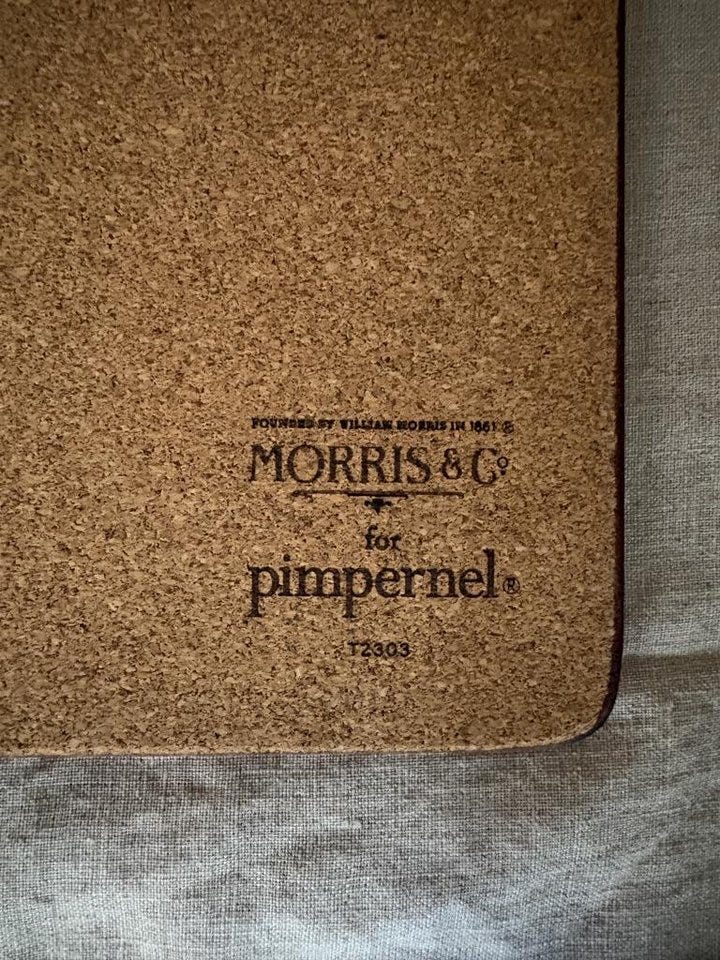 FOUNDED BY WILLIAM MORRIS IN 1861 ®
MORRIS & Cº
for
pimpernel®
T2303